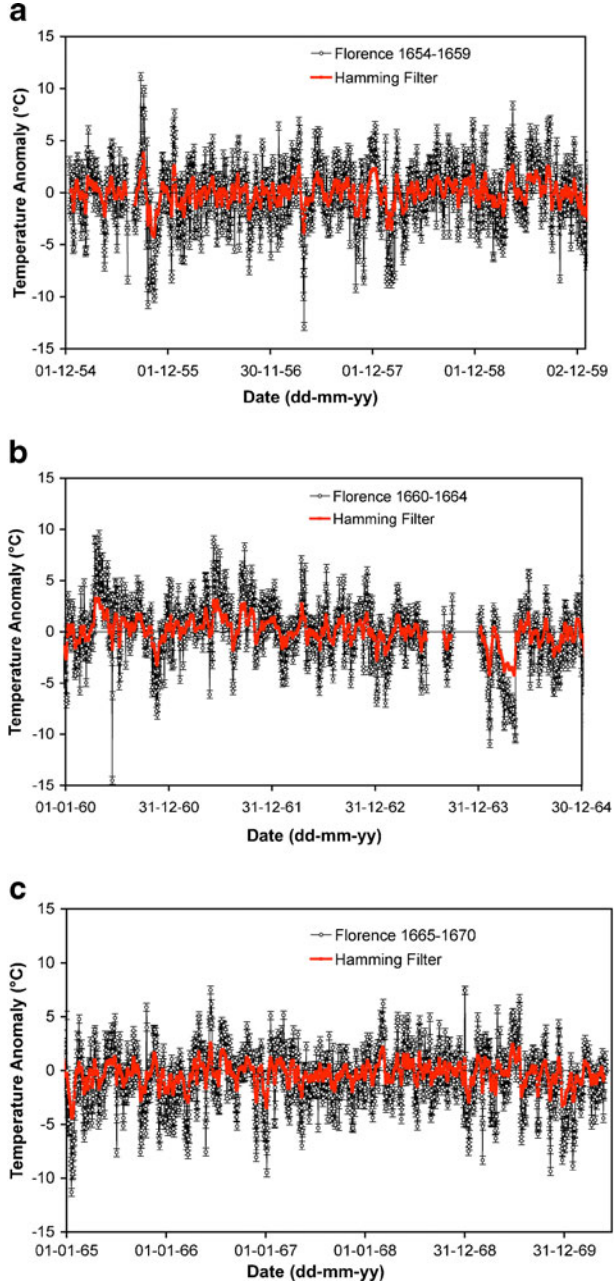 a
15
Florence 1654-1659
Hamming Filter
10
5
0
-5
-10
-15
Temperature Anomaly (°C)
01-12-54 01-12-55 30-11-56 01-12-57 01-12-58 02-12-59
Date (dd-mm-yy)
b
15
Florence 1660-1664
Hamming Filter
10
5
0
-5
-10
-15
Temperature Anomaly (°C)
01-01-60 31-12-60 31-12-61 31-12-62 31-12-63 30-12-64
Date (dd-mm-yy)
c
15
Florence 1665-1670
Hamming Filter
10
5
0
-5
-10
-15
Temperature Anomaly (°C)
01-01-65 01-01-66 01-01-67 01-01-68 31-12-68 31-12-69
Date (dd-mm-yy)